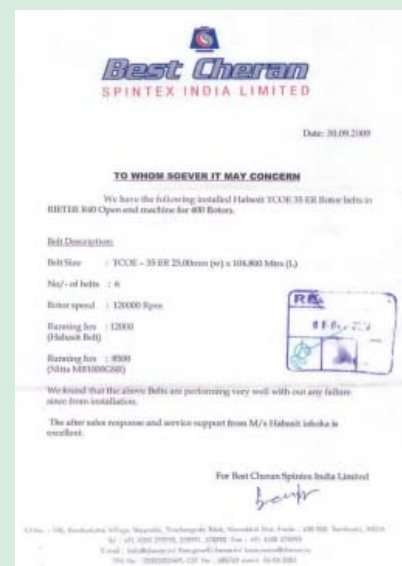 Best Cheran
SPINTEX INDIA LIMITED
Date: 30.09.2009
TO WHOM SOEVER IT MAY CONCERN
We have the following installed Habasit TCOE 35 ER Rotor belts in
RIETER R40 Open end machine for 400 Rotors.
Belt Description:
Belt Size : TCOE – 35 ER 25.00mm (w) x 104.800 Mtrs (L)
No/- of belts : 6
Rotor speed : 120000 Rpm
Running hrs : 12000
(Habasit Belt)
Running hrs : 8500
(Nitta
We found that the above Belts are performing very well with out any failure
since from installation.
The after sales response and service support from M/s Habasit iakoka is
excellent.
For Best Cheran Spintex India Limited